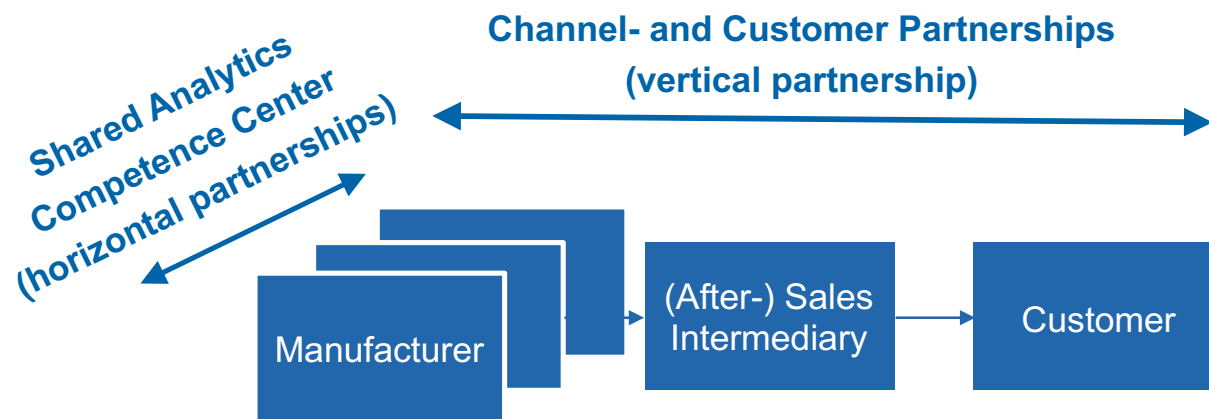 Shared Analytics
Competence Center
(horizontal partnerships)
Channel- and Customer Partnerships
(vertical partnership)
Manufacturer
(After-) Sales
Intermediary
Customer